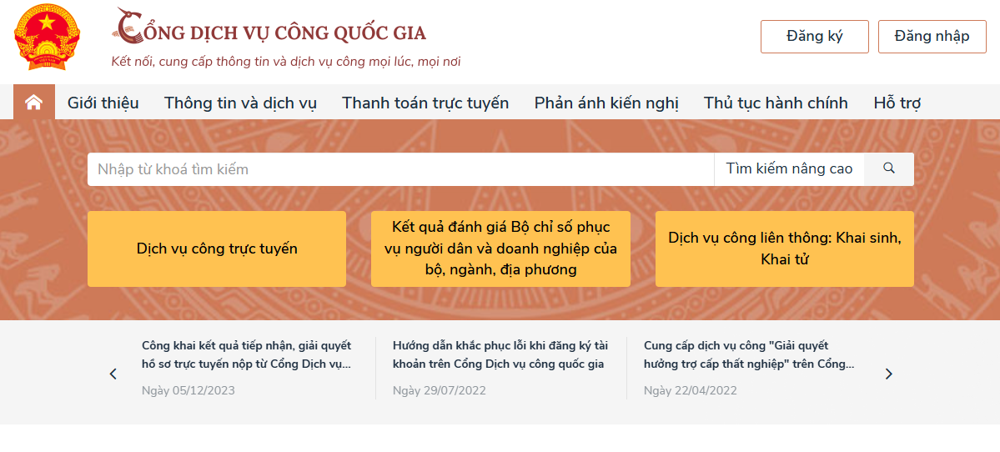 VIỆT NAM
CỔNG DỊCH VỤ CÔNG QUỐC GIA
Kết nối, cung cấp thông tin và dịch vụ công mọi lúc, mọi nơi
Đăng ký
Đăng nhập
Giới thiệu
Thông tin và dịch vụ
Thanh toán trực tuyến
Phản ánh kiến nghị
Thủ tục hành chính
Hỗ trợ
Nhập từ khoá tìm kiếm
Tìm kiếm nâng cao
Dịch vụ công trực tuyến
Kết quả đánh giá Bộ chỉ số phục
vụ người dân và doanh nghiệp của
bộ, ngành, địa phương
Dịch vụ công liên thông: Khai sinh,
Khai tử
Công khai kết quả tiếp nhận, giải quyết
hồ sơ trực tuyến nộp từ Cổng Dịch vụ...
Ngày 05/12/2023
Hướng dẫn khắc phục lỗi khi đăng ký tài
khoản trên Cổng Dịch vụ công quốc gia
Ngày 29/07/2022
Cung cấp dịch vụ công "Giải quyết
hưởng trợ cấp thất nghiệp" trên Cổng...
Ngày 22/04/2022